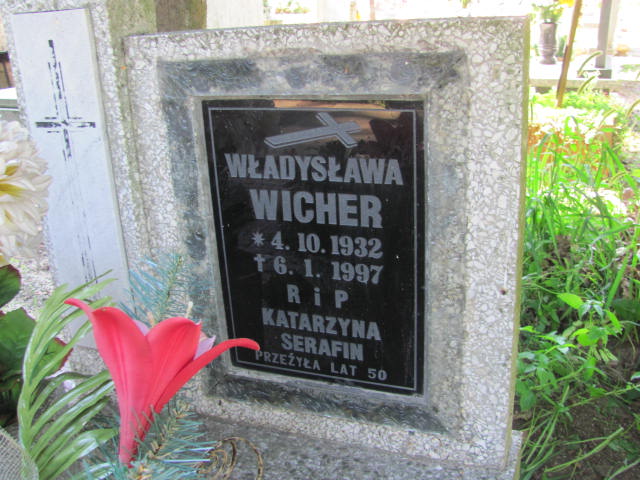 WŁADYSŁAWA
WICHER
* 4. 10. 1932
† 6. 1. 1997
R i P
KATARZYNA
SERAFIN
PRZEŻYŁA LAT 50